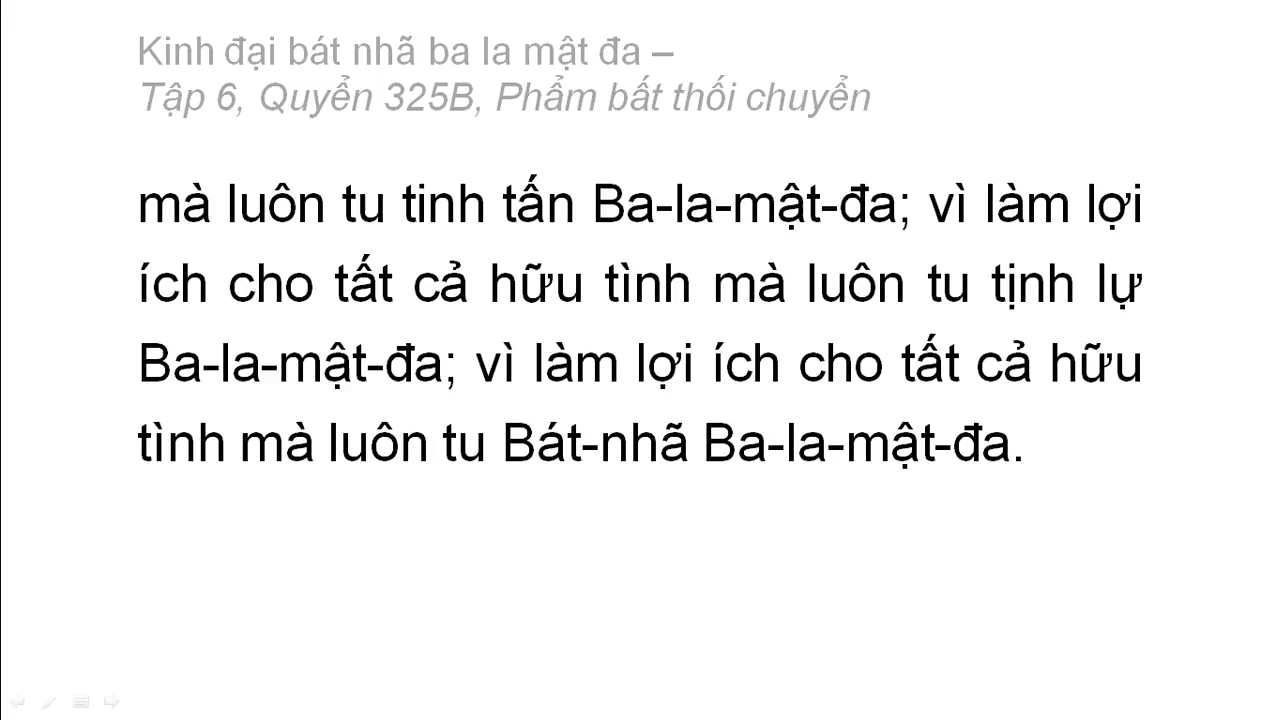 Kinh đại bát nhã ba la mật đa –
Tập 6, Quyển 325B, Phẩm bất thối chuyển
mà luôn tu tinh tấn Ba-la-mật-đa; vì làm lợi
ích cho tất cả hữu tình mà luôn tu tịnh lự
Ba-la-mật-đa; vì làm lợi ích cho tất cả hữu
tình mà luôn tu Bát-nhã Ba-la-mật-đa.